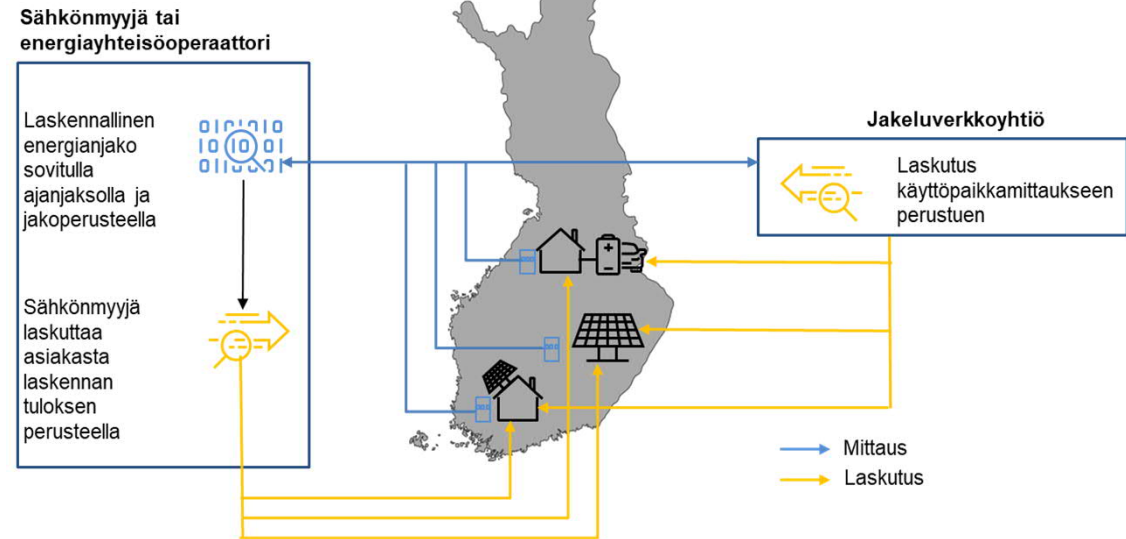 Sähkönmyyjä tai
energiayhteisöoperaattori
Laskennallinen
energianjako
sovitulla
ajanjaksolla ja
jakoperusteella
Sähkönmyyjä
laskuttaa
asiakasta
laskennan
tuloksen
perusteella
Jakeluverkkoyhtiö
Laskutus
käyttöpaikkamittaukseen
perustuen
Mittaus
Laskutus